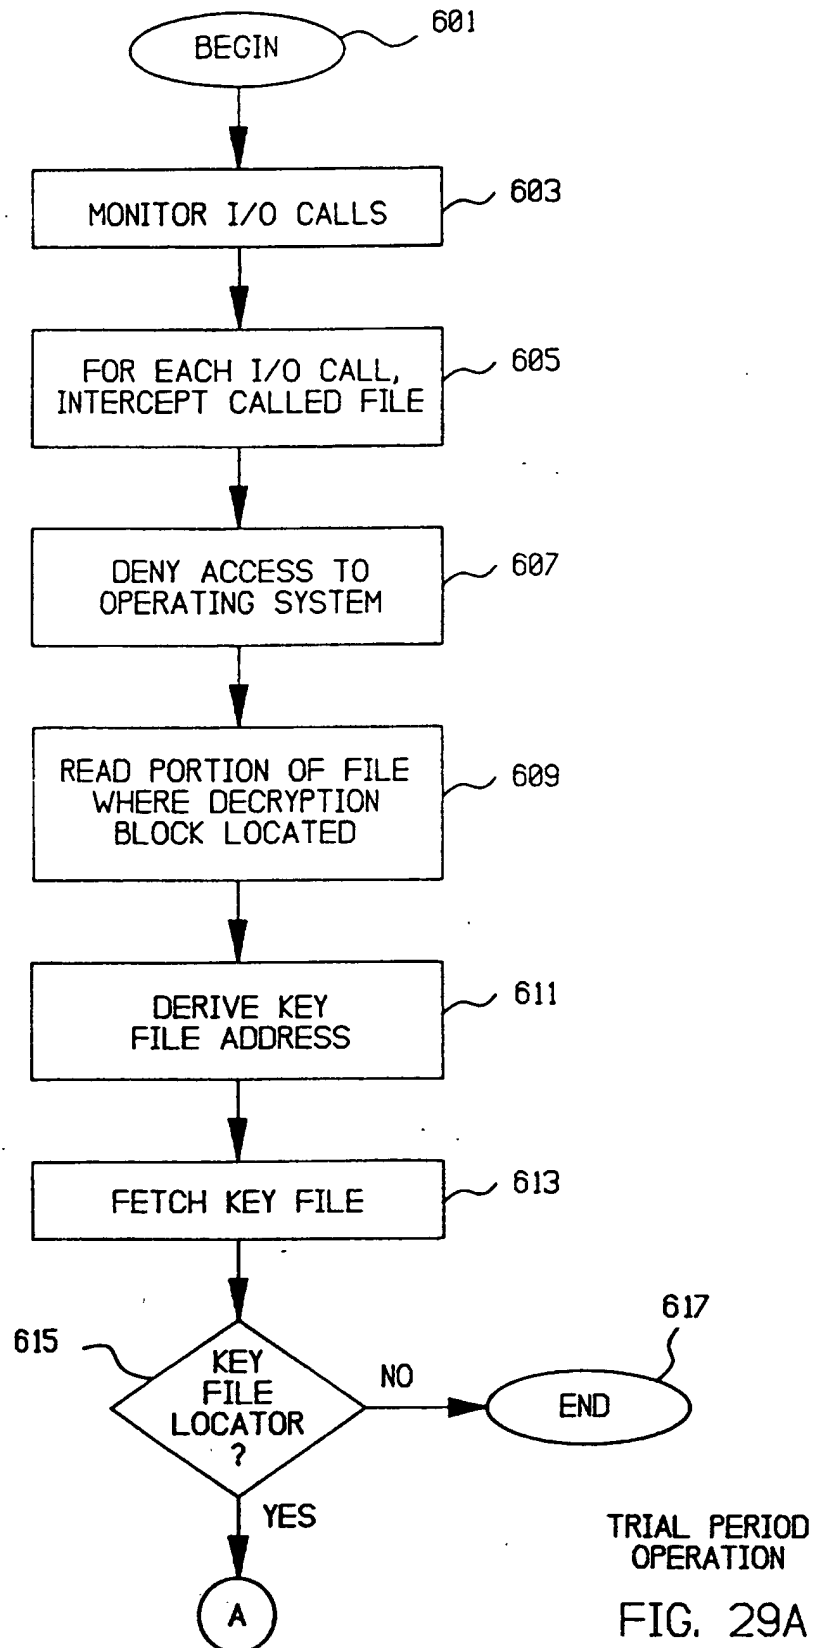 BEGIN
601
MONITOR I/O CALLS
603
FOR EACH I/O CALL,
INTERCEPT CALLED FILE
605
DENY ACCESS TO
OPERATING SYSTEM
607
READ PORTION OF FILE
WHERE DECRYPTION
BLOCK LOCATED
609
DERIVE KEY
FILE ADDRESS
611
FETCH KEY FILE
613
615
KEY
FILE
LOCATOR
?
NO
617
END
YES
A
TRIAL PERIOD
OPERATION
FIG. 29A